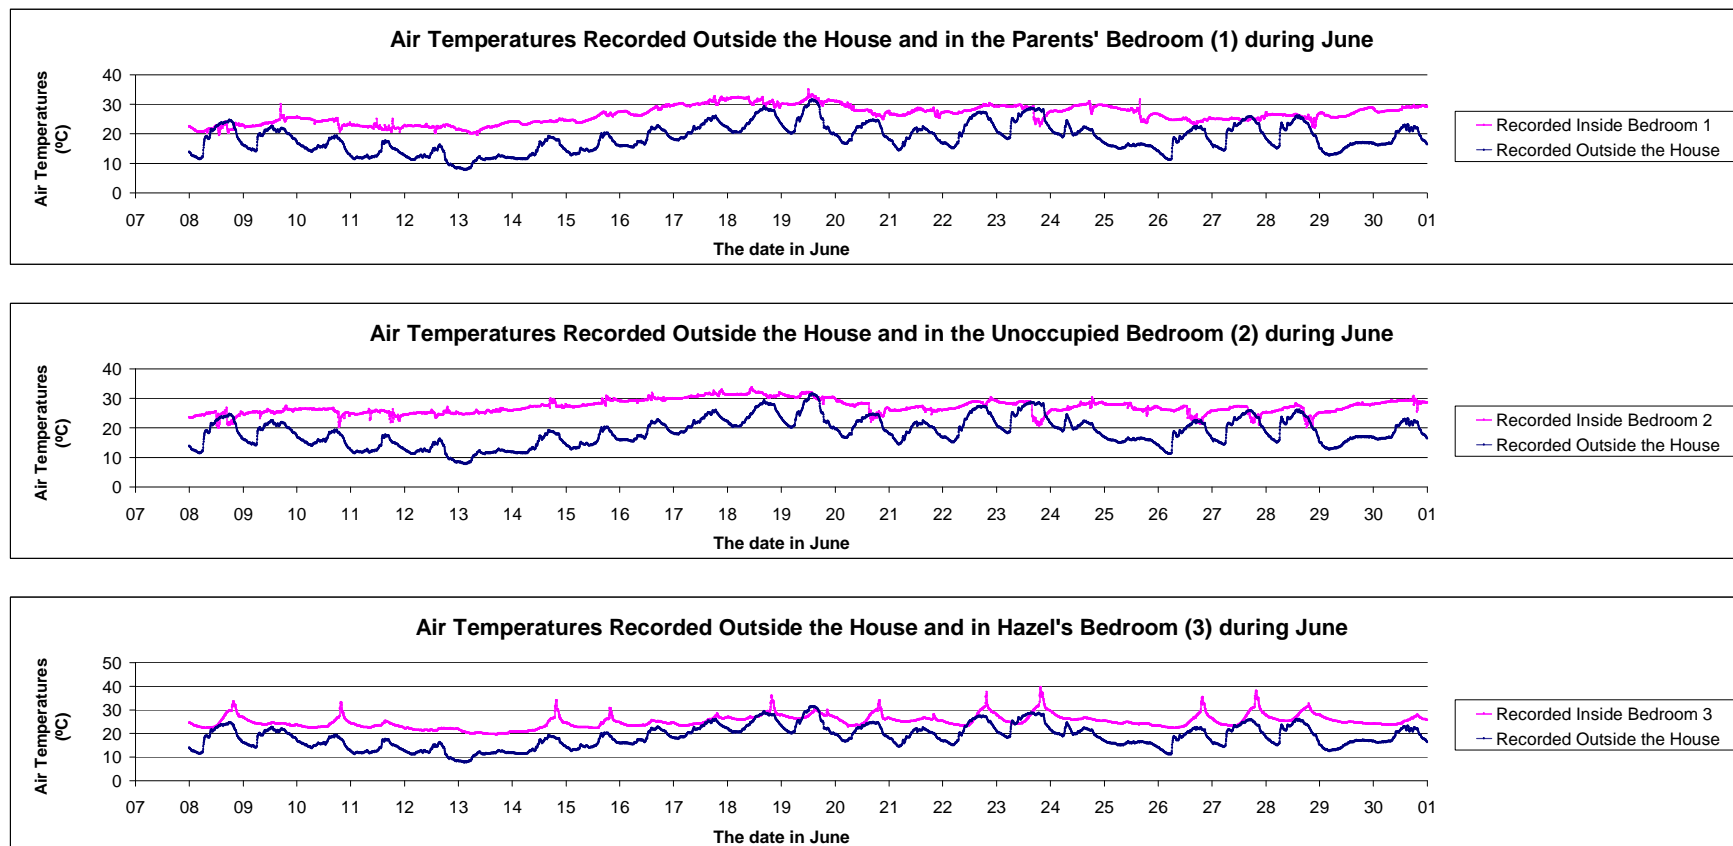 Air Temperatures Recorded Outside the House and in the Parents' Bedroom (1) during June
40
30
20
10
0
Air Temperatures
(ºC)
07 08 09 10 11 12 13 14 15 16 17 18 19 20 21 22 23 24 25 26 27 28 29 30 01
The date in June
Recorded Inside Bedroom 1
Recorded Outside the House
Air Temperatures Recorded Outside the House and in the Unoccupied Bedroom (2) during June
40
30
20
10
0
Air Temperatures
(ºC)
07 08 09 10 11 12 13 14 15 16 17 18 19 20 21 22 23 24 25 26 27 28 29 30 01
The date in June
Recorded Inside Bedroom 2
Recorded Outside the House
Air Temperatures Recorded Outside the House and in Hazel's Bedroom (3) during June
50
40
30
20
10
0
Air Temperatures
(ºC)
07 08 09 10 11 12 13 14 15 16 17 18 19 20 21 22 23 24 25 26 27 28 29 30 01
The date in June
Recorded Inside Bedroom 3
Recorded Outside the House